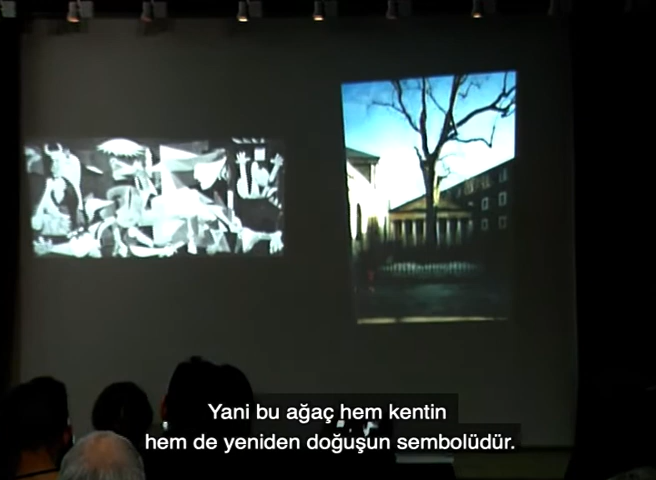 Yani bu ağaç hem kentin
hem de yeniden doğuşun sembolüdür.